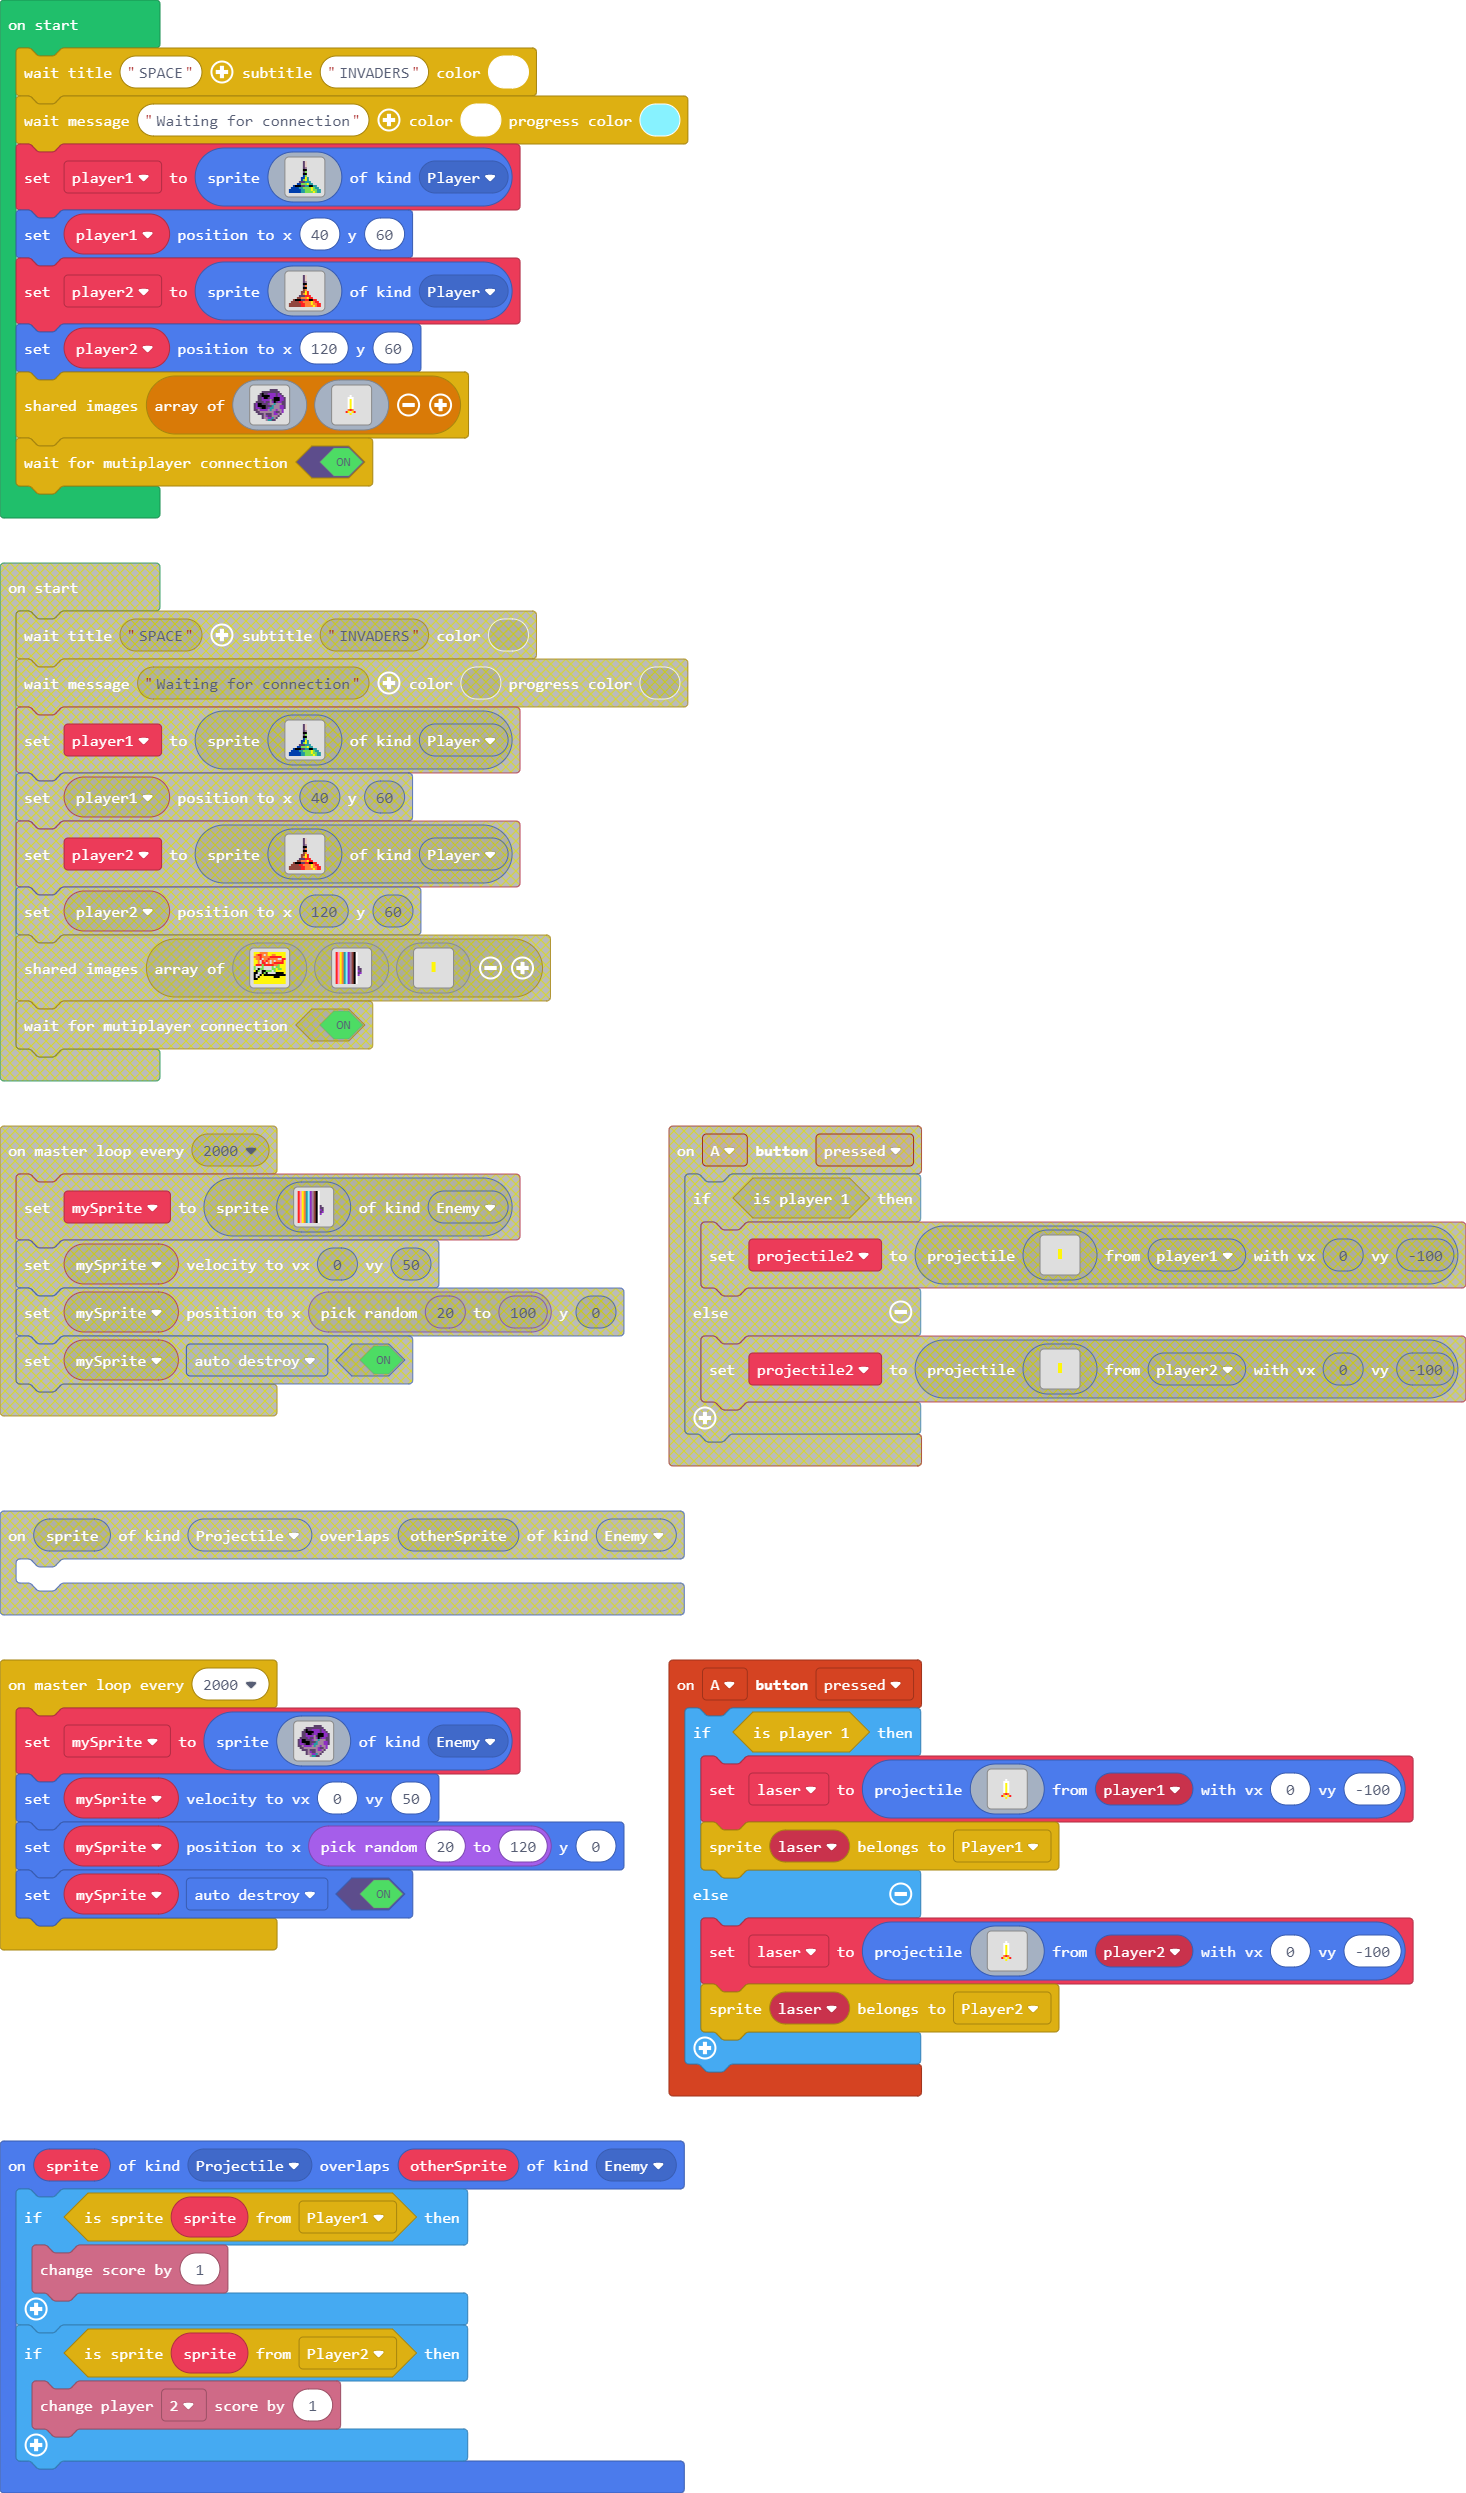 on start
wait title "SPACE" subtitle "INVADERS" color
wait message "Waiting for connection" color progress color
set player1 to sprite of kind Player
set player1 position to x 40 y 60
set player2 to sprite of kind Player
set player2 position to x 120 y 60
shared images array of
wait for mutiplayer connection ON
on start
wait title "SPACE" subtitle "INVADERS" color
wait message "Waiting for connection" color progress color
set player1 to sprite of kind Player
set player1 position to x 40 y 60
set player2 to sprite of kind Player
set player2 position to x 120 y 60
shared images array of
wait for mutiplayer connection ON
on master loop every 2000
set mySprite to sprite of kind Enemy
set mySprite velocity to vx 0 vy 50
set mySprite position to x pick random 20 to 100 y 0
set mySprite auto destroy ON
on A button pressed
if is player 1 then
set projectile2 to projectile from player1 with vx 0 vy -100
else
set projectile2 to projectile from player2 with vx 0 vy -100
on sprite of kind Projectile overlaps otherSprite of kind Enemy
on master loop every 2000
set mySprite to sprite of kind Enemy
set mySprite velocity to vx 0 vy 50
set mySprite position to x pick random 20 to 120 y 0
set mySprite auto destroy ON
on A button pressed
if is player 1 then
set laser to projectile from player1 with vx 0 vy -100
sprite laser belongs to Player1
else
set laser to projectile from player2 with vx 0 vy -100
sprite laser belongs to Player2
on sprite of kind Projectile overlaps otherSprite of kind Enemy
if is sprite sprite from Player1 then
change score by 1
if is sprite sprite from Player2 then
change player 2 score by 1